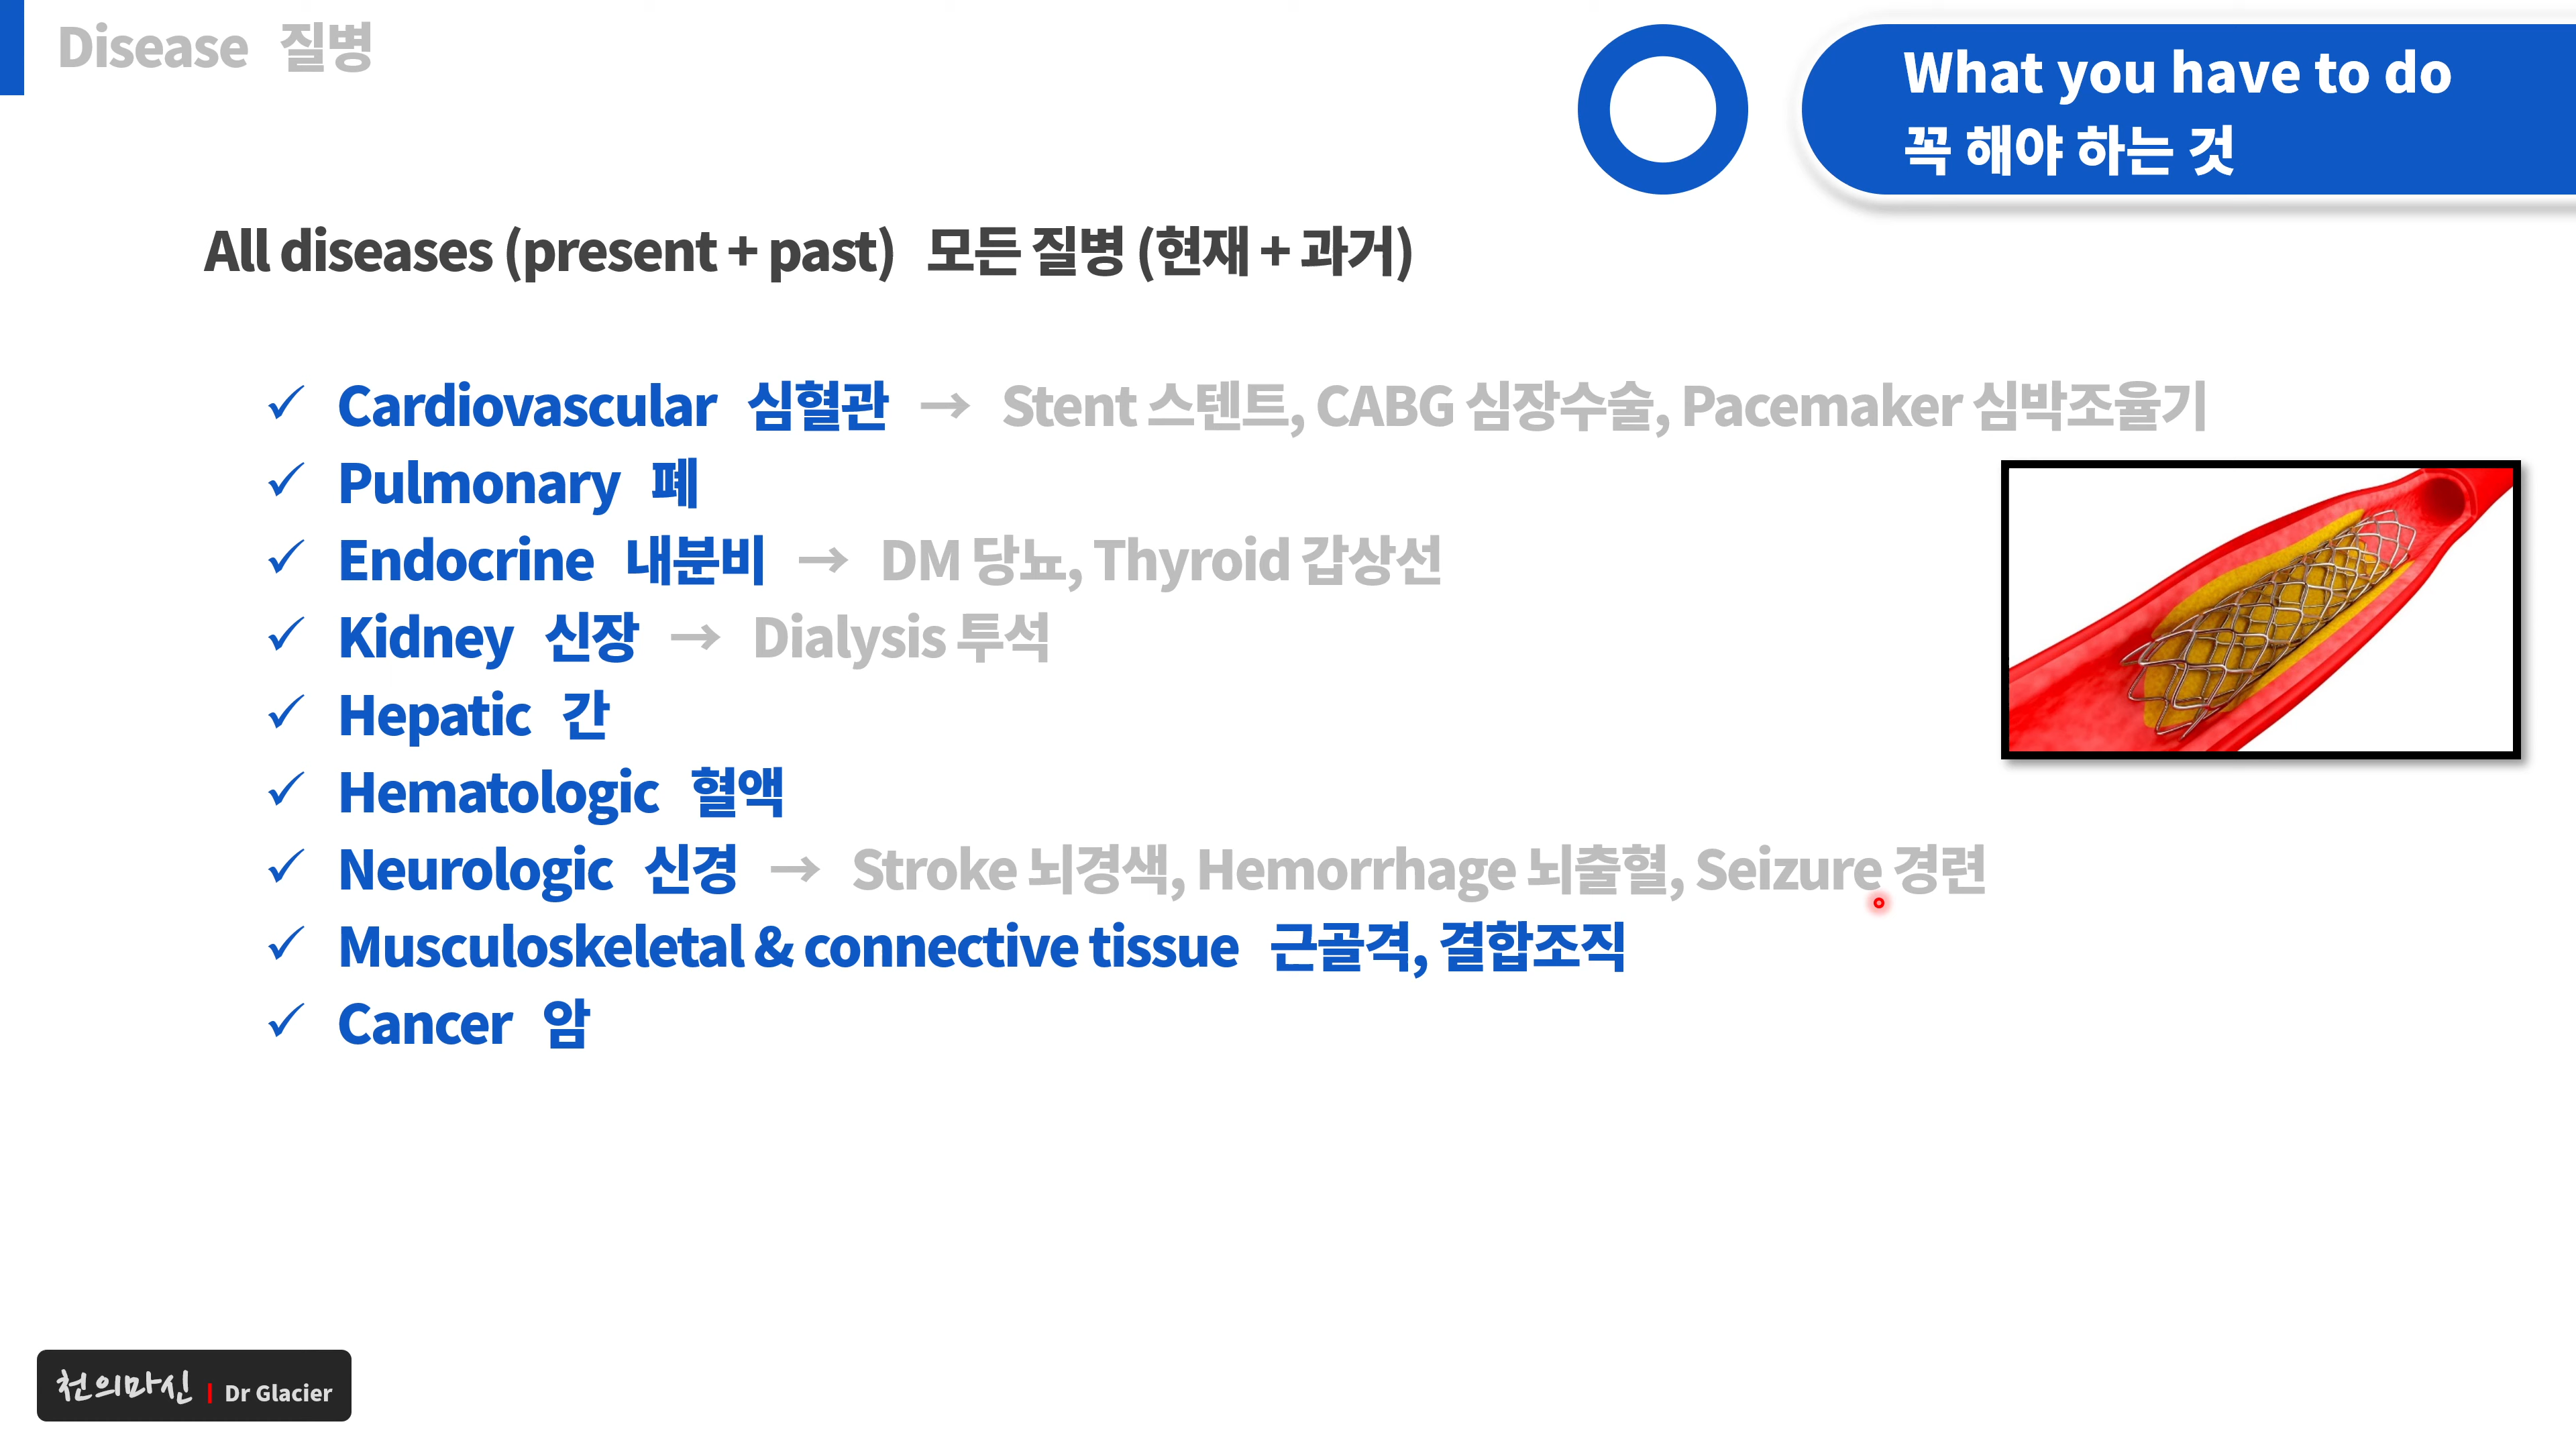 Disease 질병
What you have to do
꼭 해야 하는 것
All diseases (present + past) 모든 질병 (현재 + 과거)
✓ Cardiovascular 심혈관 → Stent 스텐트, CABG 심장수술, Pacemaker 심박조율기
✓ Pulmonary 폐
✓ Endocrine 내분비 → DM 당뇨, Thyroid 갑상선
✓ Kidney 신장 → Dialysis 투석
✓ Hepatic 간
✓ Hematologic 혈액
✓ Neurologic 신경 → Stroke 뇌경색, Hemorrhage 뇌출혈, Seizure 경련
✓ Musculoskeletal & connective tissue 근골격, 결합조직
✓ Cancer 암
천의마신 | Dr Glacier